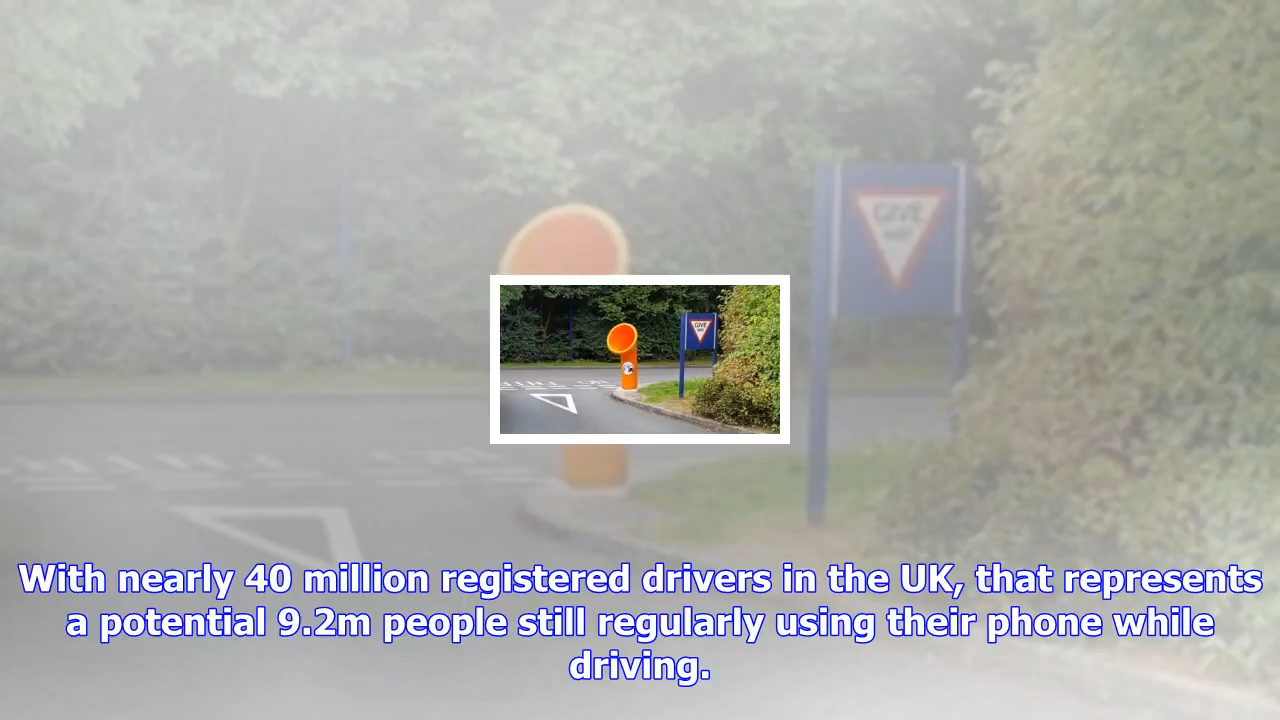 GIVE
GIVE
With nearly 40 million registered drivers in the UK, that represents
a potential 9.2m people still regularly using their phone while
driving.